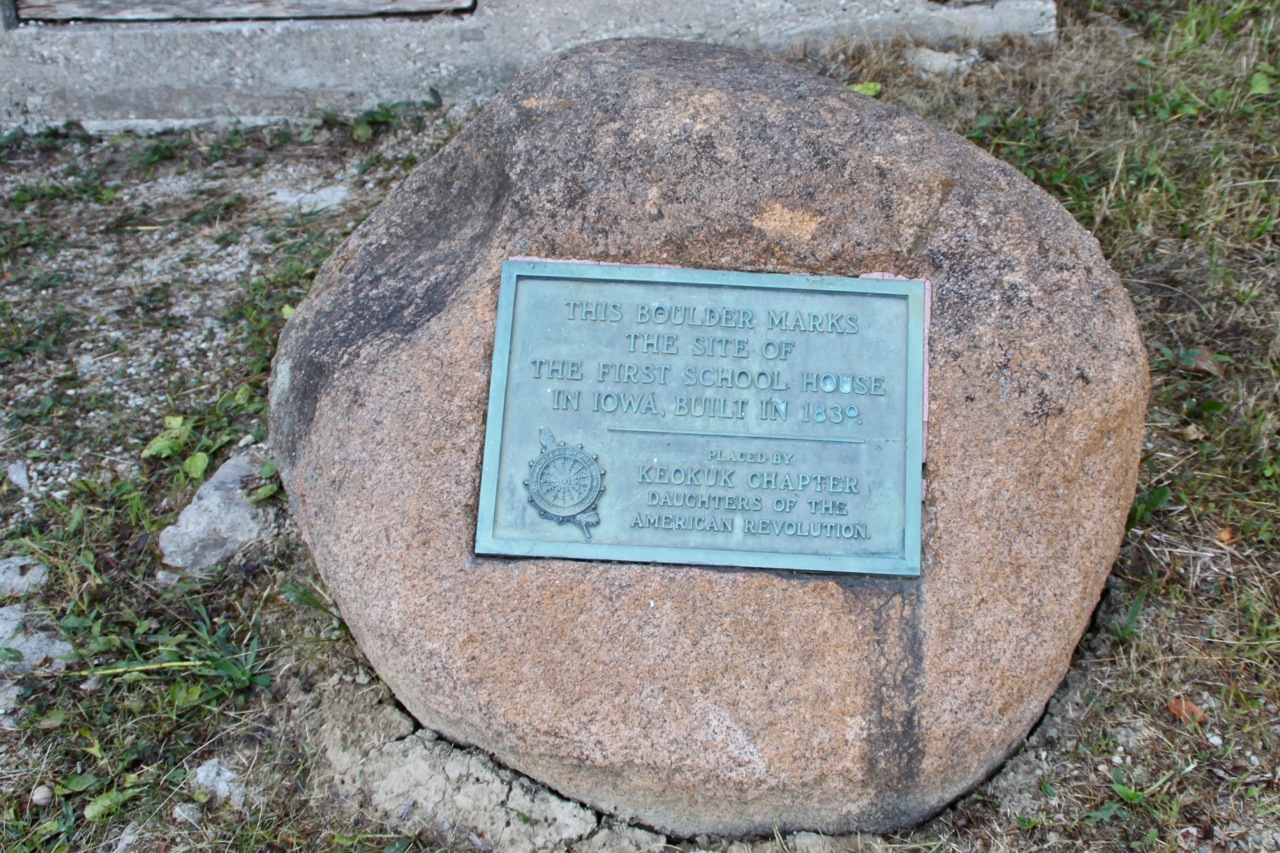 THIS BOULDER MARKS
THE SITE OF
THE FIRST SCHOOL HOUSE
IN IOWA, BUILT IN 1830.
PLACED BY
KEOKUK CHAPTER
DAUGHTERS OF THE
AMERICAN REVOLUTION.